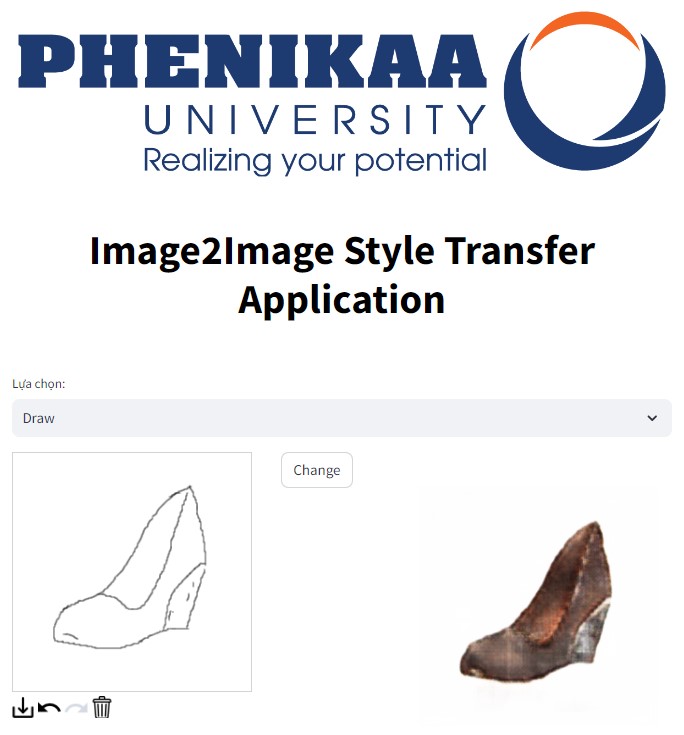 PHENIKAA
UNIVERSITY
Realizing your potential
Image2Image Style Transfer
Application
Lựa chọn:
Draw
Change